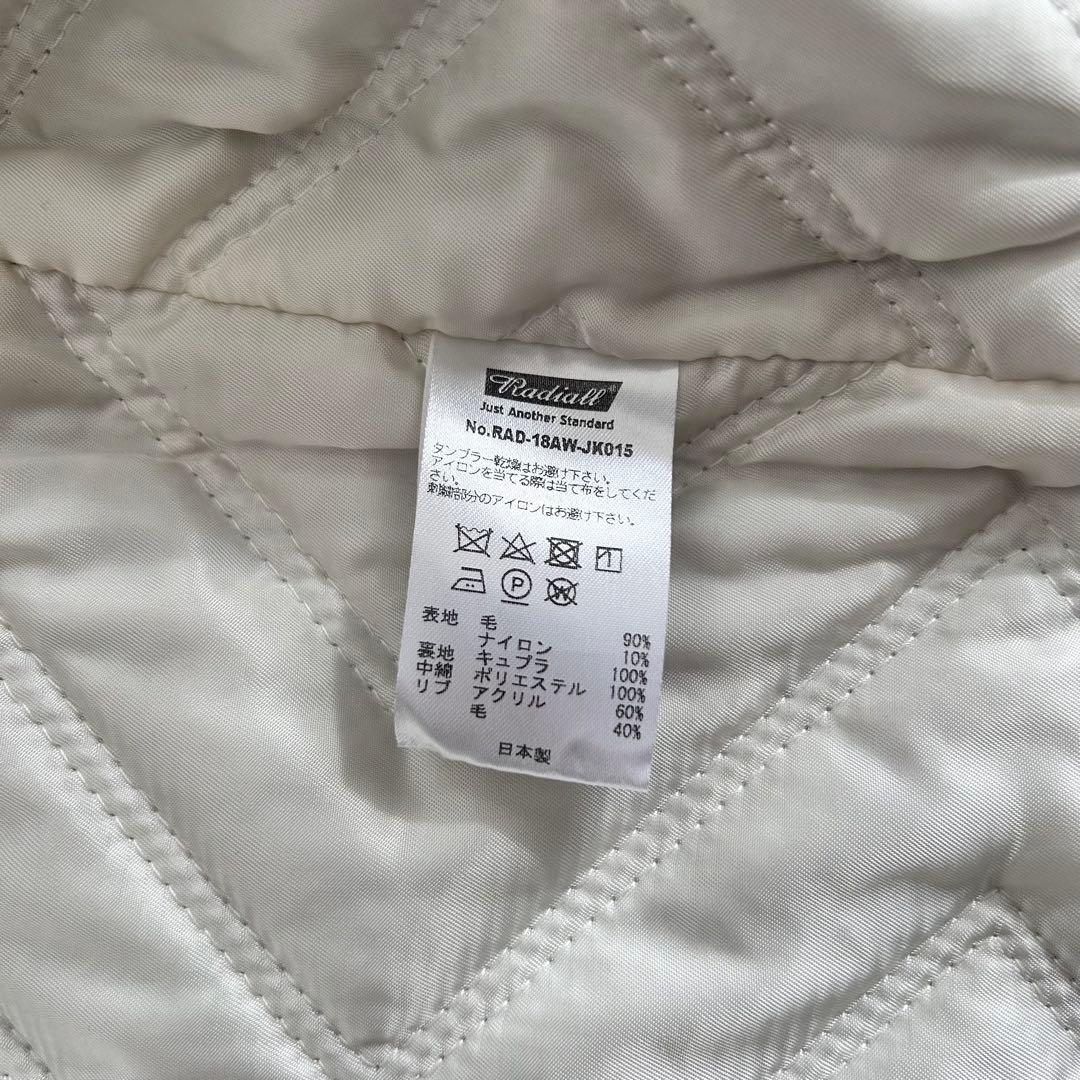 Radiall®
Just Another Standard
No.RAD-18AW-JK015
タンブラー乾燥はお避け下さい。
アイロンを当てる際は当て布をしてくだ
さい。
刺繍部分のアイロンはお避け下さい。
P W
表地 毛 90%
ナイロン 10%
裏地 キュプラ 100%
中綿 ポリエステル 100%
リブ アクリル 60%
毛 40%
日本製